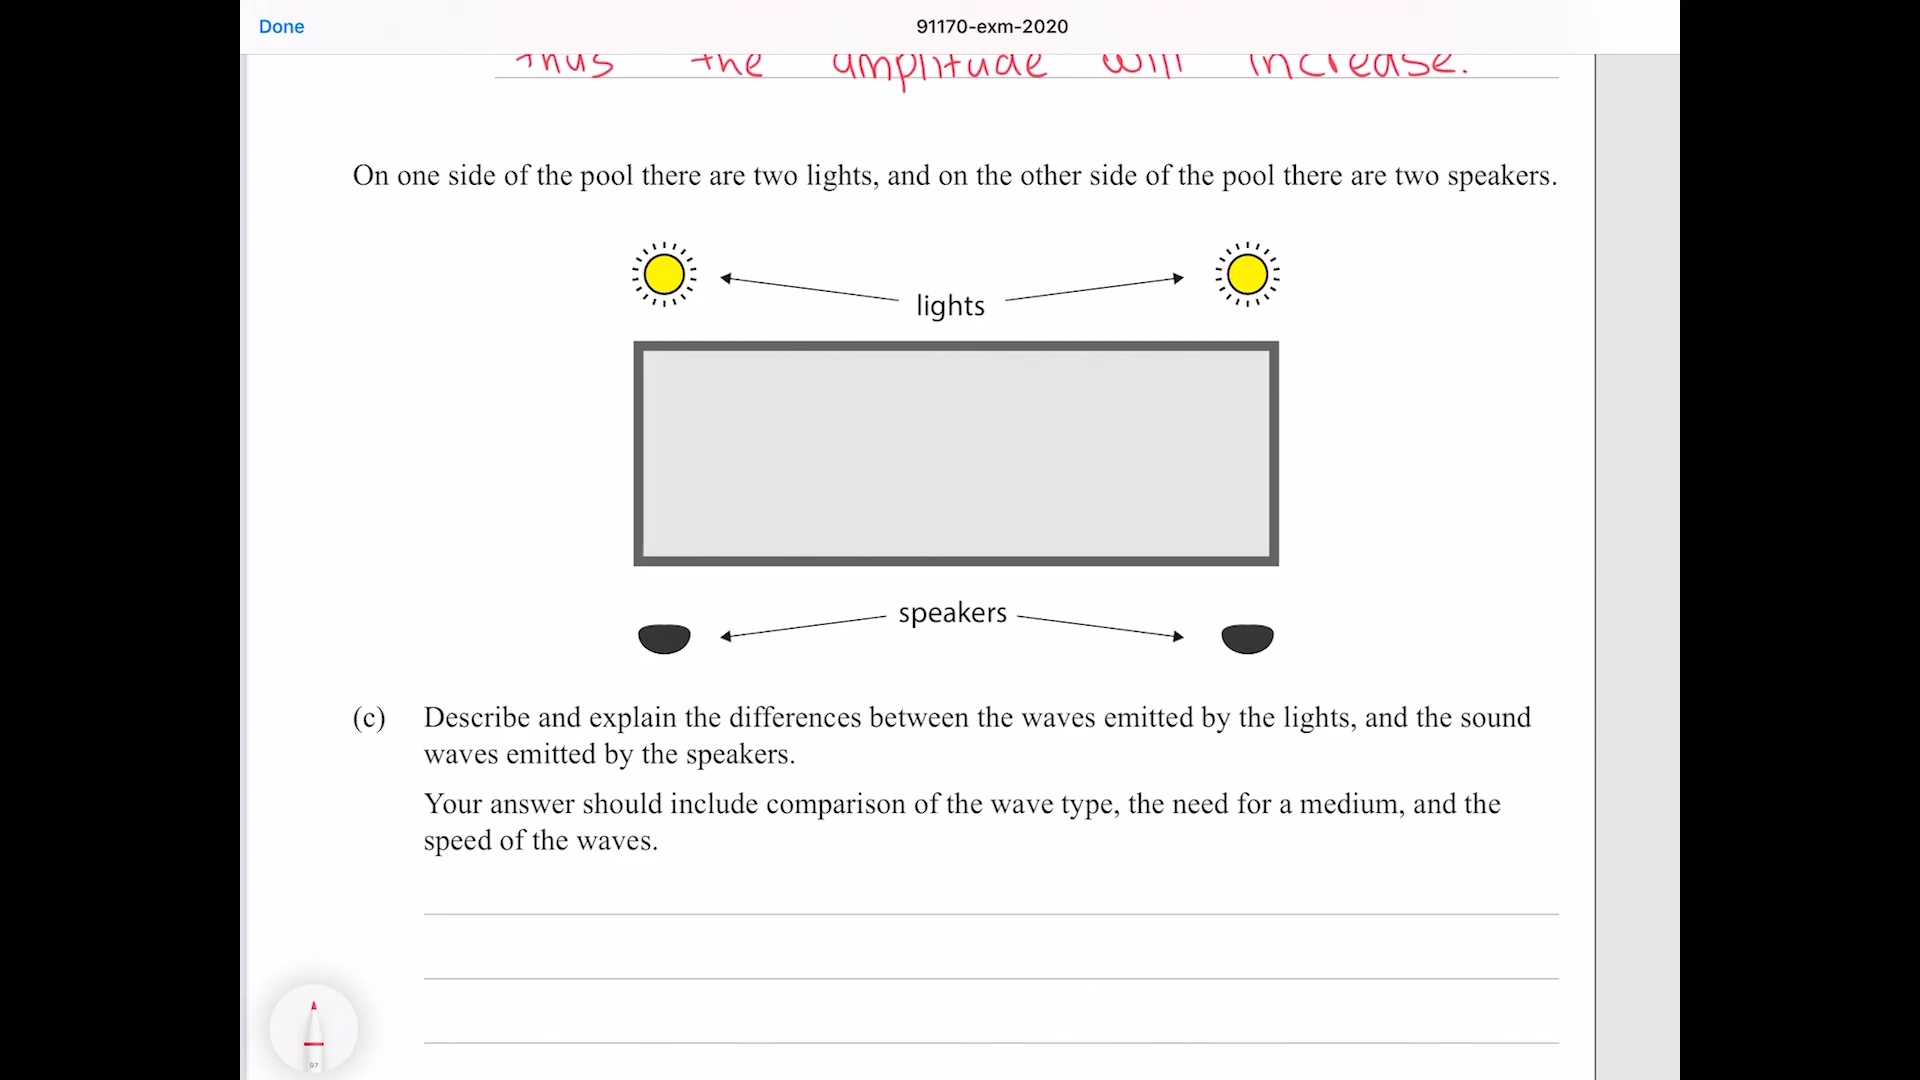 Done
91170-exm-2020
thus the amplitude will increase.
On one side of the pool there are two lights, and on the other side of the pool there are two speakers.
lights
speakers
(c) Describe and explain the differences between the waves emitted by the lights, and the sound
waves emitted by the speakers.
Your answer should include comparison of the wave type, the need for a medium, and the
speed of the waves.
97